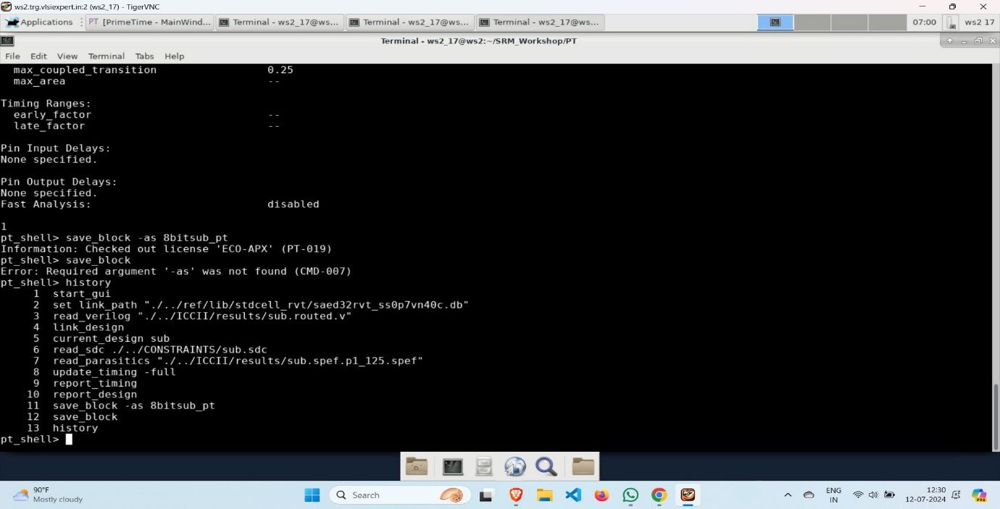 ws2.trg.vlsiexpert.in:2 (ws2_17) - TigerVNC
Applications
PT [PrimeTime - MainWind...
Terminal - ws2_17@ws...
Terminal - ws2_17@ws...
Terminal - ws2_17@ws...
07:00
ws2 17
Terminal - ws2_17@ws2:~/SRM_Workshop/PT
File Edit View Terminal Tabs Help
max_coupled_transition 0.25
max_area --
Timing Ranges:
early_factor --
late_factor --
Pin Input Delays:
None specified.
Pin Output Delays:
None specified.
Fast Analysis: disabled
1
pt_shell> save_block -as 8bitsub_pt
Information: Checked out license 'ECO-APX' (PT-019)
pt_shell> save_block
Error: Required argument '-as' was not found (CMD-007)
pt_shell> history
1 start_gui
2 set link_path "./../ref/lib/stdcell_rvt/saed32rvt_ss0p7vn40c.db"
3 read_verilog "./../ICCII/results/sub.routed.v"
4 link_design
5 current_design sub
6 read_sdc ./../CONSTRAINTS/sub.sdc
7 read_parasitics "./../ICCII/results/sub.spef.p1_125.spef"
8 update_timing -full
9 report_timing
10 report_design
11 save_block -as 8bitsub_pt
12 save_block
13 history
pt_shell>
90°F
Mostly cloudy
Search
ENG
IN
12:30
12-07-2024
PRE